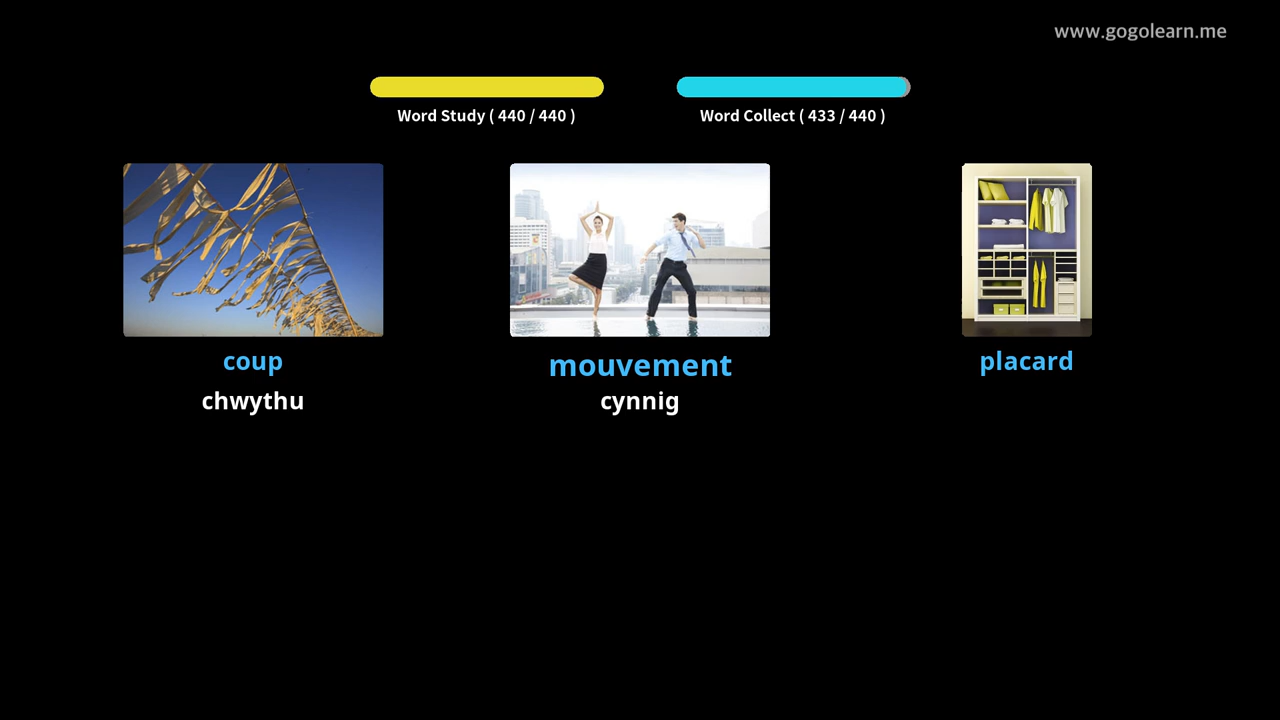 www.gogolearn.me
Word Study ( 440 / 440 )
Word Collect ( 433 / 440 )
coup
mouvement
placard
chwythu
cynnig